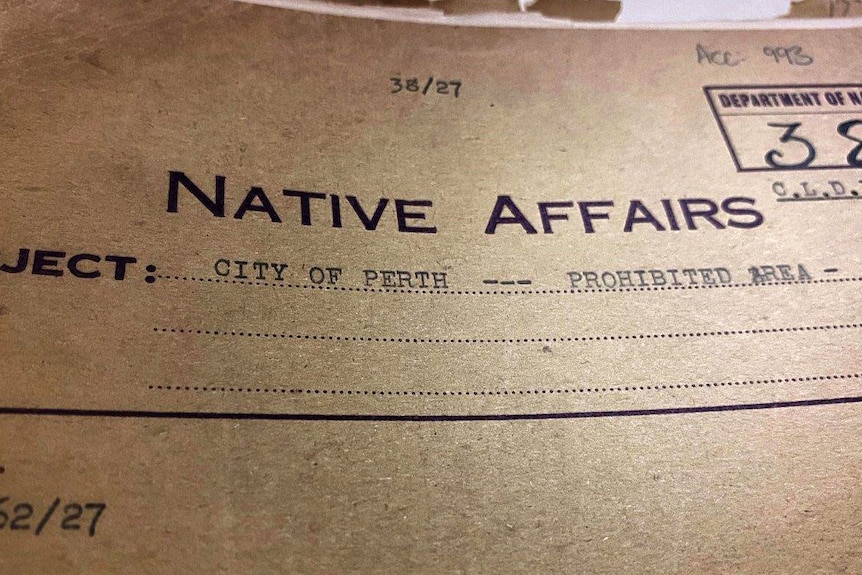 Acc. 993
38/27
DEPARTMENT OF
38
NATIVE AFFAIRS
C.L.D.
JECT: CITY OF PERTH --- PROHIBITED AREA -
62/27